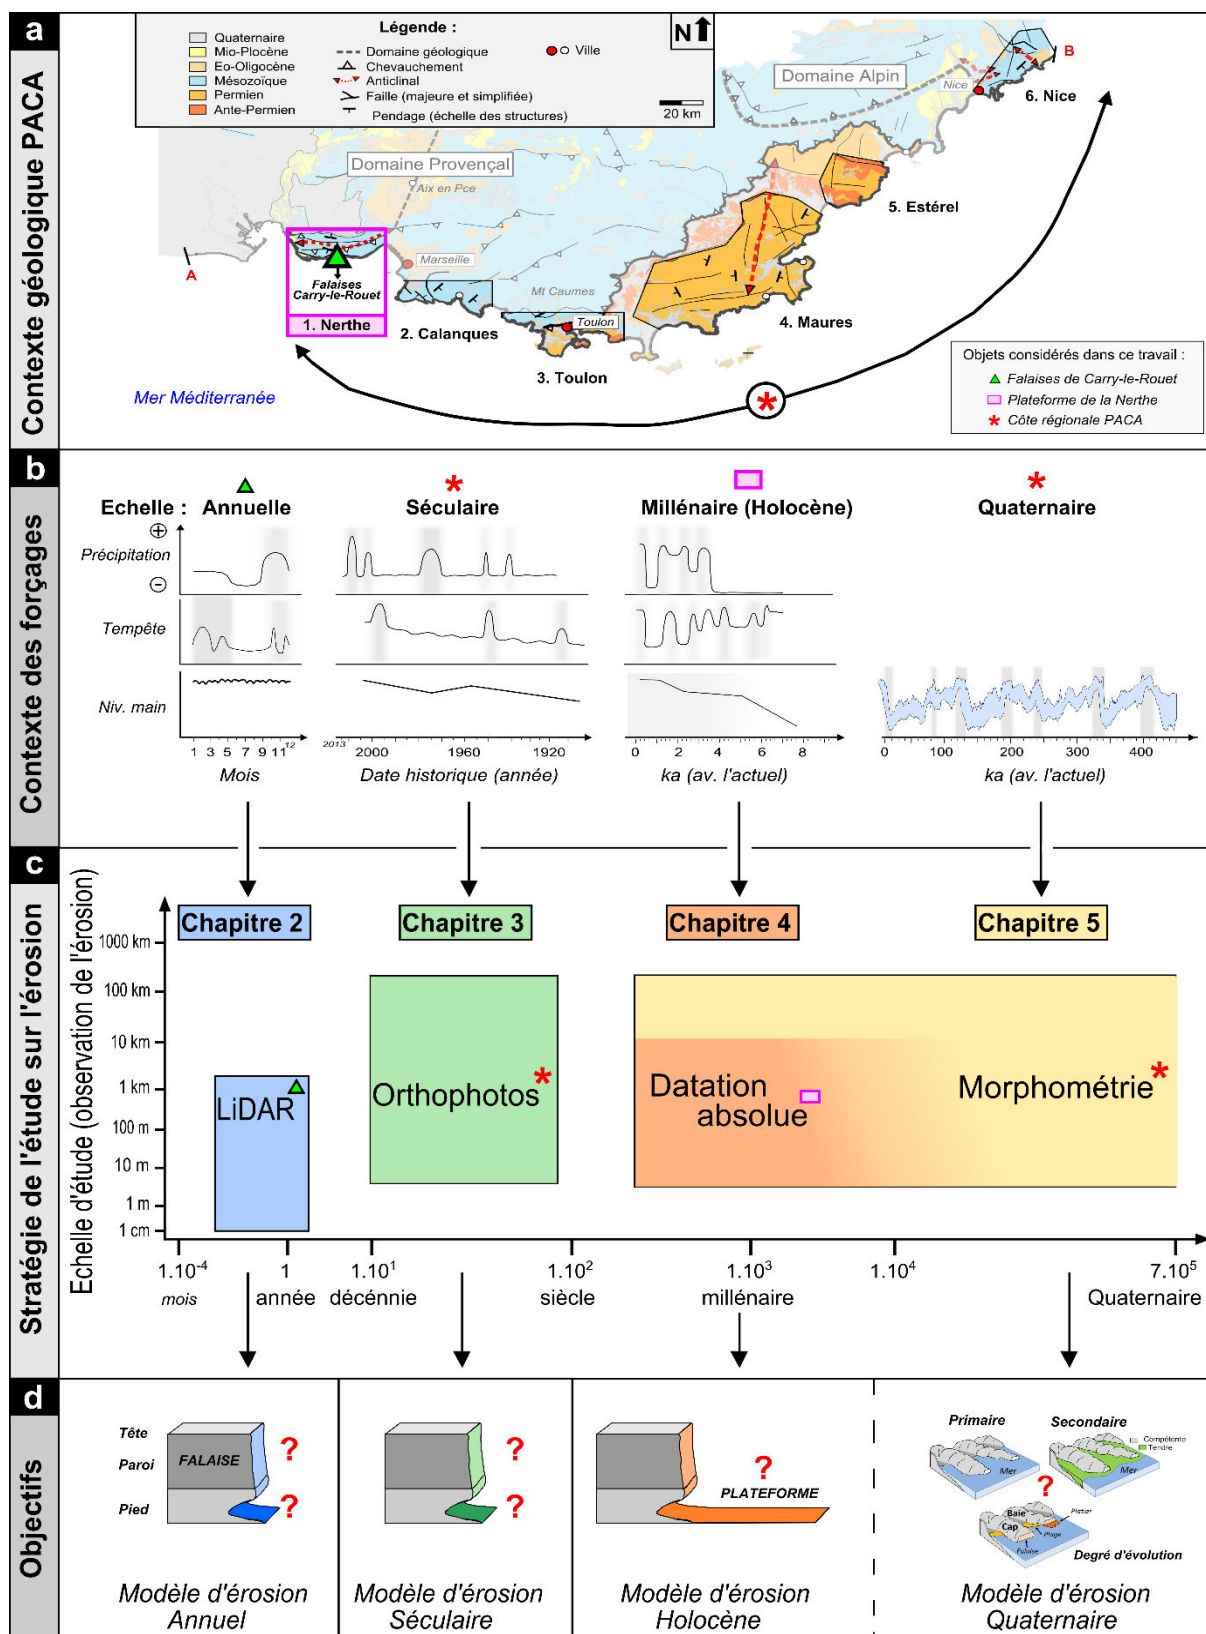 a
Contexte géologique PACA
Légende :
Quaternaire
Mio-Plocène
Eo-Oligocène
Mésozoïque
Permien
Ante-Permien
Domaine géologique
Chevauchement
Anticlinal
Faille (majeure et simplifiée)
Pendage (échelle des structures)
Ville
N
20 km
Domaine Alpin
Nice
B
6. Nice
Domaine Provençal
Aix en Pce
5. Estérel
A
Marseille
Falaises
Carry-le-Rouet
1. Nerthe
Mt Caumes
2. Calanques
Toulon
4. Maures
3. Toulon
Mer Méditerranée
Objets considérés dans ce travail :
Falaises de Carry-le-Rouet
Plateforme de la Nerthe
Côte régionale PACA
b
Contexte des forçages
Echelle : Annuelle Séculaire Millénaire (Holocène) Quaternaire
+
Précipitation
−
Tempête
Niv. main
1 3 5 7 9 11 12
Mois
2013 2000 1960 1920
Date historique (année)
0 2 4 6 8
ka (av. l'actuel)
0 100 200 300 400
ka (av. l'actuel)
c
Stratégie de l'étude sur l'érosion
Echelle d'étude (observation de l'érosion)
Chapitre 2 Chapitre 3 Chapitre 4 Chapitre 5
1000 km
100 km
10 km
1 km
100 m
10 m
1 m
1 cm
LiDAR
Orthophotos
Datation
absolue
Morphométrie
1.10-4 1 1.101 1.102 1.103 1.104 7.105
mois année décénnie siècle millénaire Quaternaire
d
Objectifs
Tête
Paroi
Pied
FALAISE
?
?
Modèle d'érosion
Annuel
?
?
Modèle d'érosion
Séculaire
?
PLATEFORME
Modèle d'érosion
Holocène
Primaire
Secondaire
Compétente
Tendre
Mer
Mer
?
Baie
Cap
Platier
Plage
Falaise
Degré d'évolution
Modèle d'érosion
Quaternaire